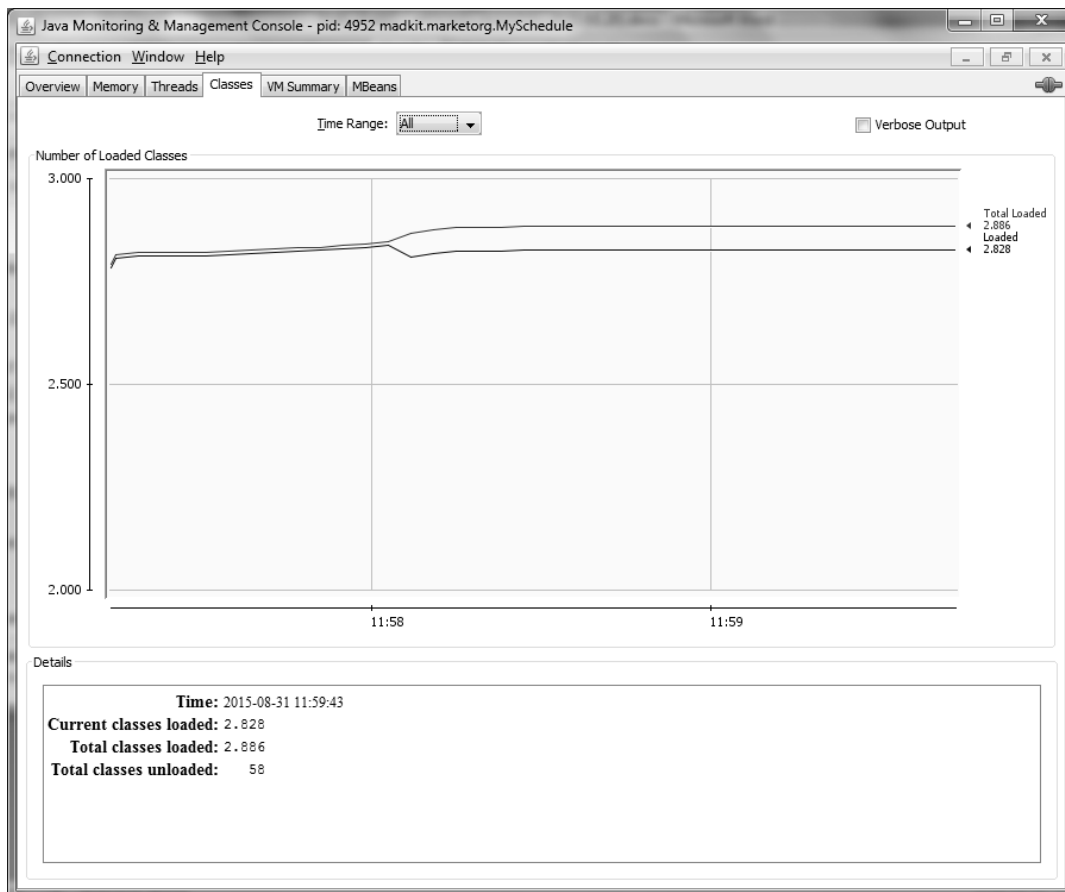 Java Monitoring & Management Console - pid: 4952 madkit.marketorg.MySchedule
Connection Window Help
Overview Memory Threads Classes VM Summary MBeans
Time Range: All Verbose Output
Number of Loaded Classes
3.000
2.500
2.000
Total Loaded
2.886
Loaded
2.828
11:58 11:59
Details
Time: 2015-08-31 11:59:43
Current classes loaded: 2.828
Total classes loaded: 2.886
Total classes unloaded: 58